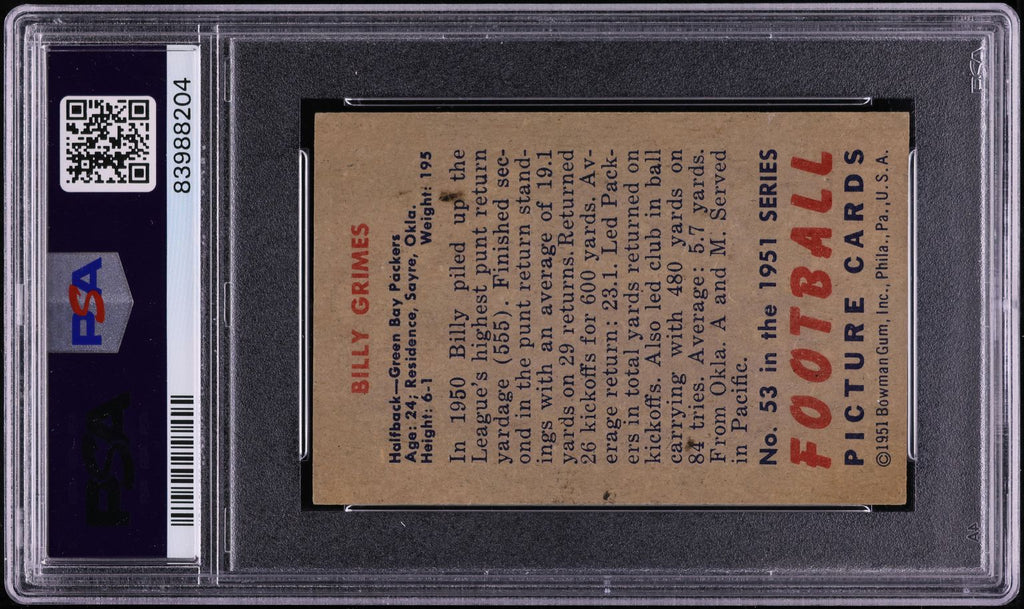 PSA
83988204
PSA
BILLY GRIMES
Halfback—Green Bay Packers
Age: 24; Residence, Sayre, Okla.
Height: 6-1 Weight: 195
In 1950 Billy piled up the
League's highest punt return
yardage (555). Finished sec-
ond in the punt return stand-
ings with an average of 19.1
yards on 29 returns. Returned
26 kickoffs for 600 yards. Av-
erage return: 23.1. Led Pack-
ers in total yards returned on
kickoffs. Also led club in ball
carrying with 480 yards on
84 tries. Average: 5.7 yards.
From Okla. A and M. Served
in Pacific.
No. 53 in the 1951 SERIES
FOOTBALL
PICTURE CARDS
©1951 Bowman Gum, Inc., Phila., Pa., U. S. A.
PSA
AA